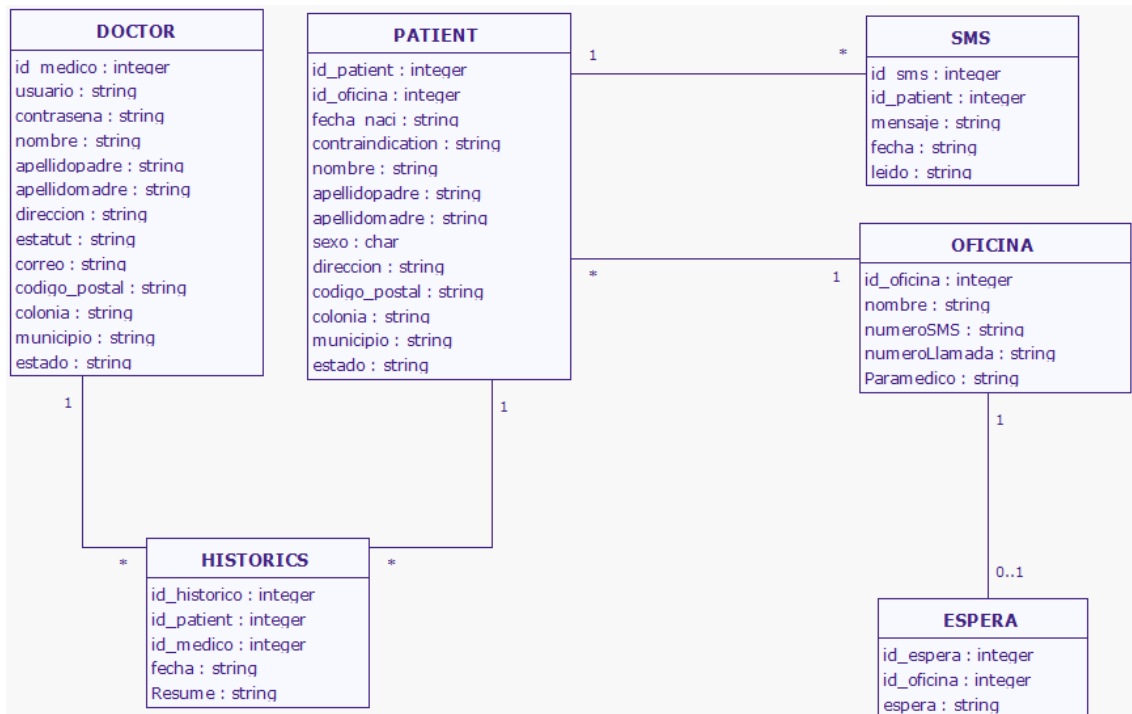 DOCTOR
id_medico : integer
usuario : string
contrasena : string
nombre : string
apellidopadre : string
apellidomadre : string
direccion : string
estatut : string
correo : string
codigo_postal : string
colonia : string
municipio : string
estado : string
1
*
PATIENT
id_patient : integer
id_oficina : integer
fecha_naci : string
contraindication : string
nombre : string
apellidopadre : string
apellidomadre : string
sexo : char
direccion : string
codigo_postal : string
colonia : string
municipio : string
estado : string
1
*
1
*
SMS
id_sms : integer
id_patient : integer
mensaje : string
fecha : string
leido : string
*
1
OFICINA
id_oficina : integer
nombre : string
numeroSMS : string
numeroLlamada : string
Paramedico : string
1
0..1
HISTORICS
id_historico : integer
id_patient : integer
id_medico : integer
fecha : string
Resume : string
ESPERA
id_espera : integer
id_oficina : integer
espera : string